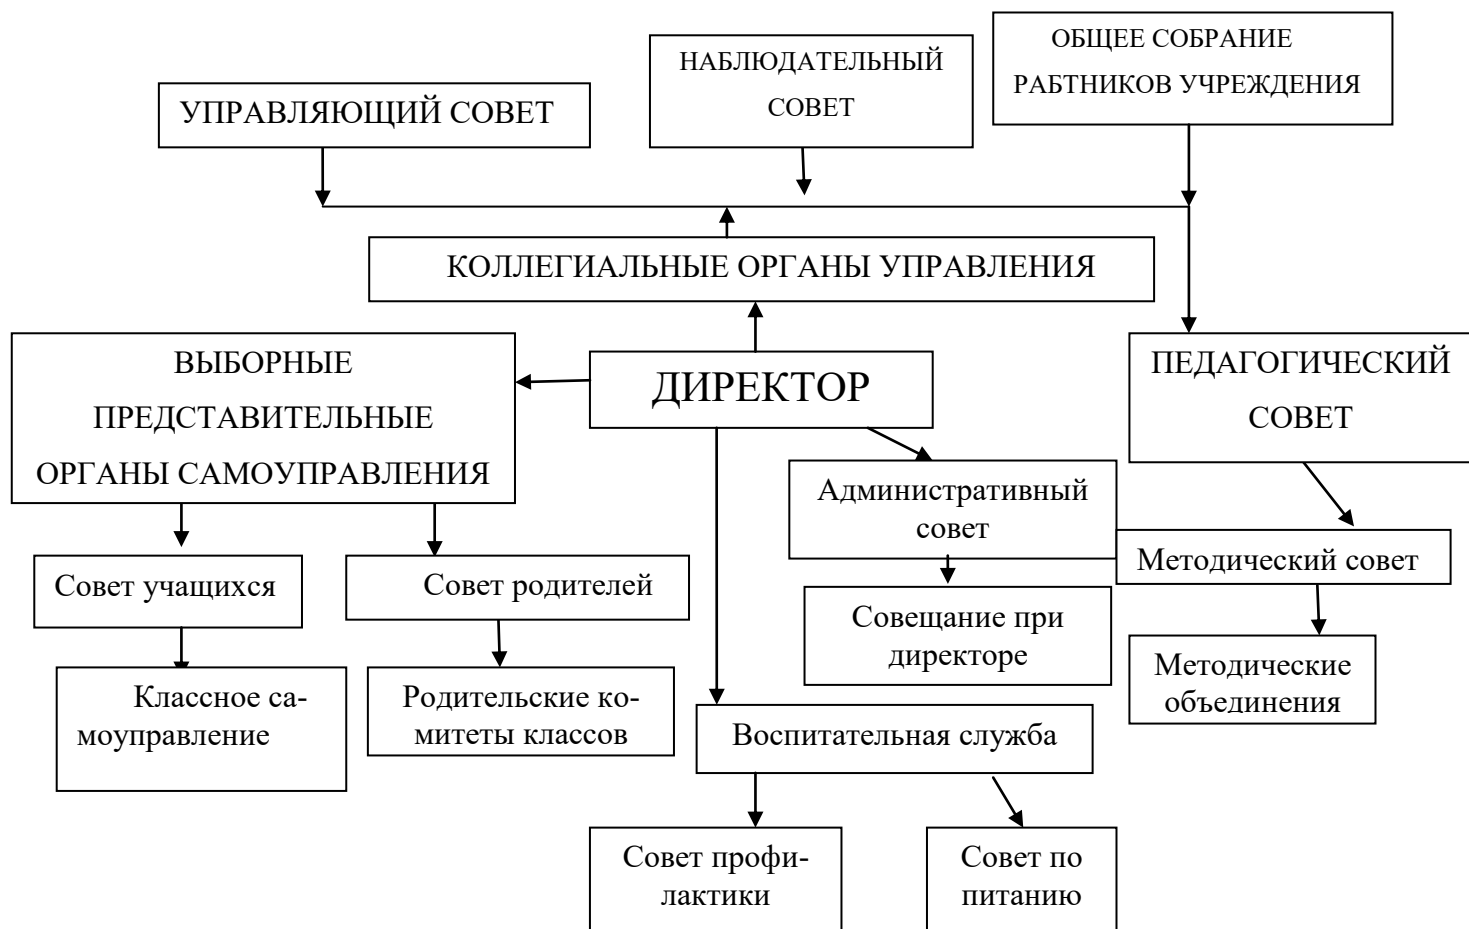 УПРАВЛЯЮЩИЙ СОВЕТ
НАБЛЮДАТЕЛЬНЫЙ
СОВЕТ
ОБЩЕЕ СОБРАНИЕ
РАБТНИКОВ УЧРЕЖДЕНИЯ
КОЛЛЕГИАЛЬНЫЕ ОРГАНЫ УПРАВЛЕНИЯ
ВЫБОРНЫЕ
ПРЕДСТАВИТЕЛЬНЫЕ
ОРГАНЫ САМОУПРАВЛЕНИЯ
ДИРЕКТОР
ПЕДАГОГИЧЕСКИЙ
СОВЕТ
Административный
совет
Методический совет
Совет учащихся
Совет родителей
Совещание при
директоре
Методические
объединения
Классное са-
моуправление
Родительские ко-
митеты классов
Воспитательная служба
Совет профи-
лактики
Совет по
питанию